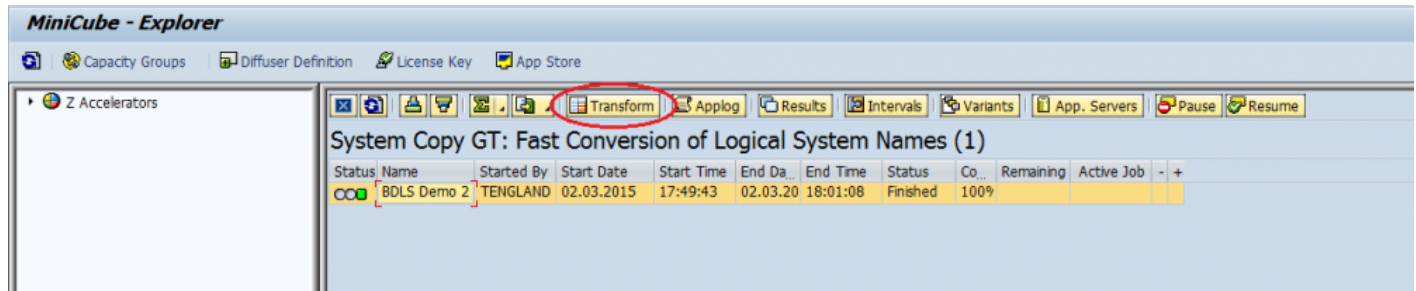 MiniCube - Explorer
Capacity Groups Diffuser Definition License Key App Store
Z Accelerators
Transform Applog Results Intervals Variants App. Servers Pause Resume
System Copy GT: Fast Conversion of Logical System Names (1)
Status Name Started By Start Date Start Time End Da... End Time Status Co... Remaining Active Job - +
BDLS Demo 2 TENGLAND 02.03.2015 17:49:43 02.03.20 18:01:08 Finished 100%